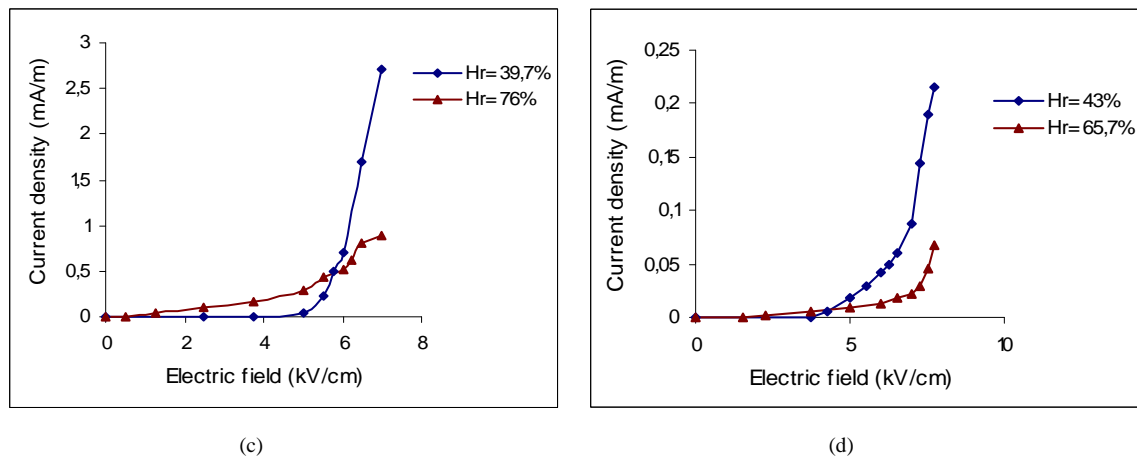 3
2,5
2
1,5
1
0,5
0
0 2 4 6 8
Current density (mA/m)
Electric field (kV/cm)
Hr= 39,7%
Hr= 76%
(c)
0,25
0,2
0,15
0,1
0,05
0
0 5 10
Current density (mA/m)
Electric field (kV/cm)
Hr= 43%
Hr= 65,7%
(d)